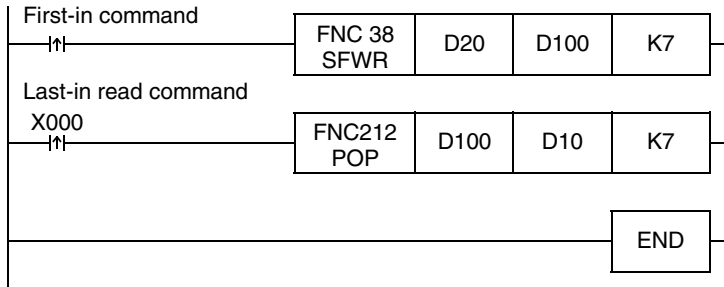 First-in command
FNC 38 SFWR D20 D100 K7
Last-in read command
X000
FNC212 POP D100 D10 K7
END